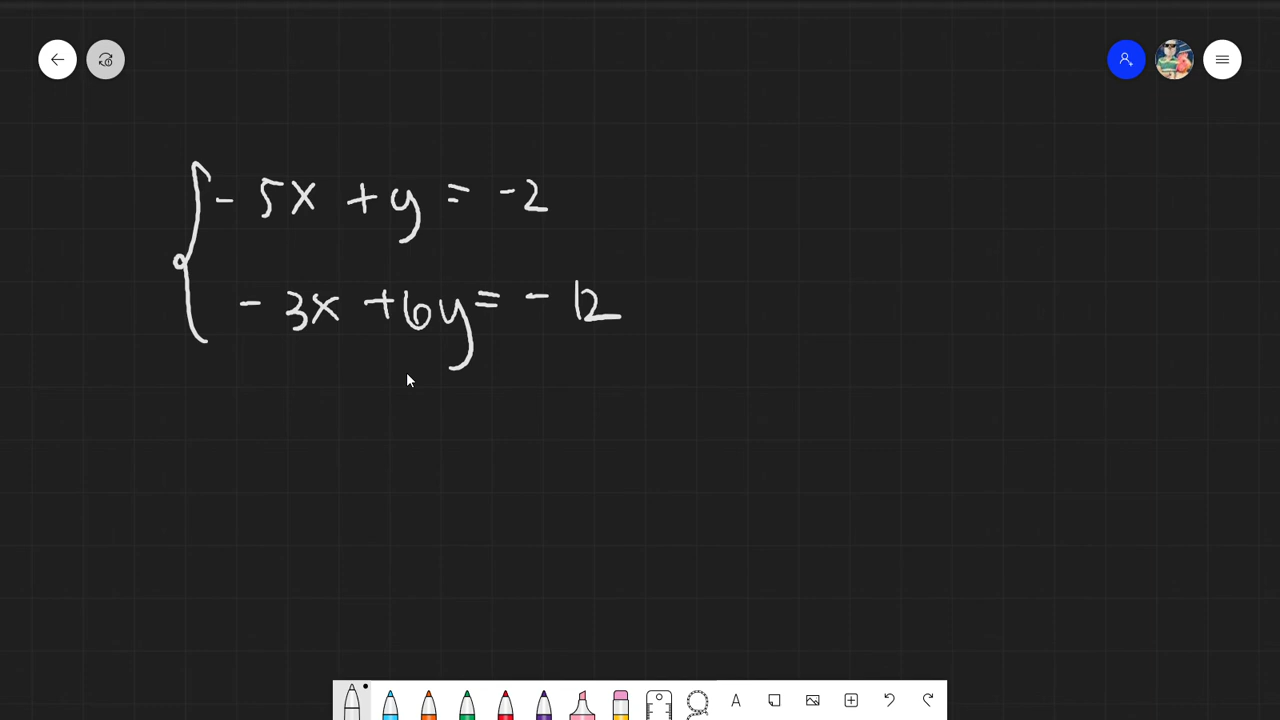 - 5x + y = -2
- 3x + 6y = - 12